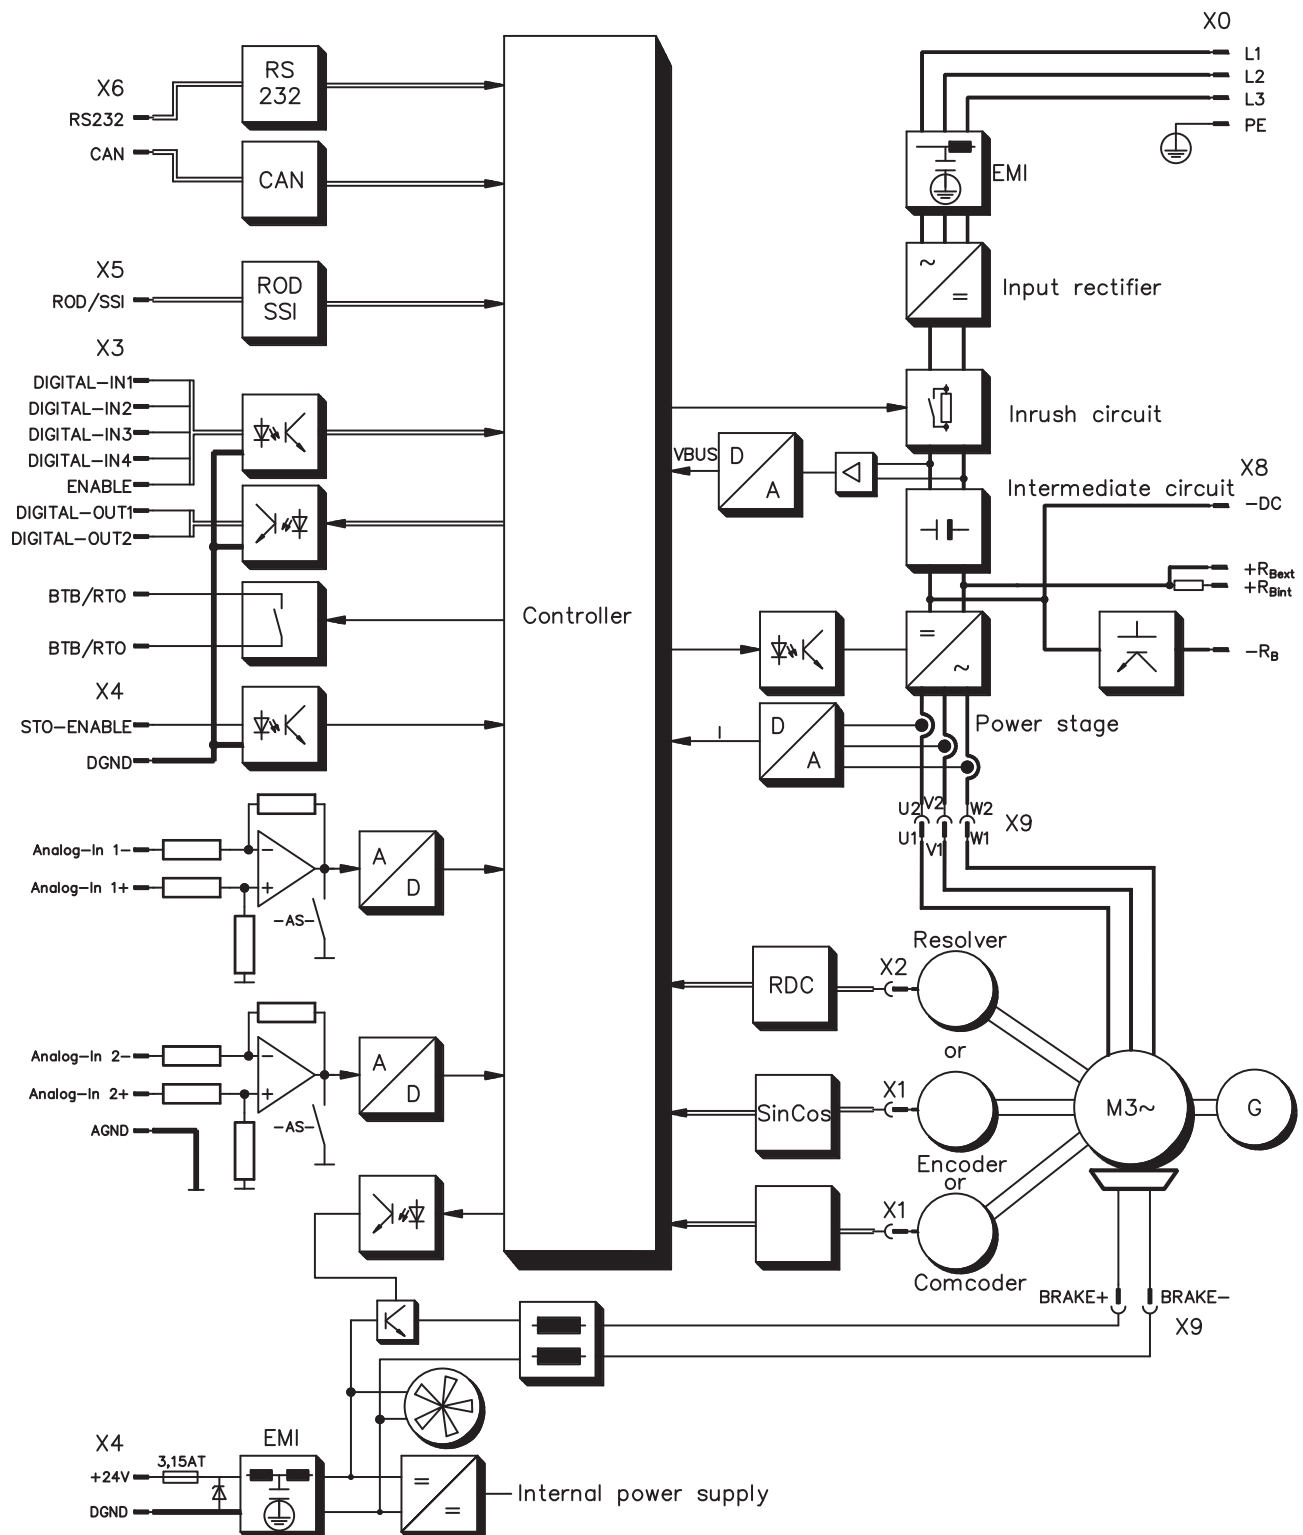 X0
L1
L2
L3
PE
X6
RS232
CAN
RS
232
CAN
EMI
X5
ROD/SSI
ROD
SSI
~
=
Input rectifier
X3
DIGITAL-IN1
DIGITAL-IN2
DIGITAL-IN3
DIGITAL-IN4
ENABLE
DIGITAL-OUT1
DIGITAL-OUT2
BTB/RTO
BTB/RTO
X4
STO-ENABLE
DGND
Controller
Inrush circuit
VBUS
D
A
Intermediate circuit
X8
-DC
+RBext
+RBint
-RB
=
~
Power stage
I
D
A
U2
V2
W2
X9
U1
V1
W1
Analog-In 1-
Analog-In 1+
-
+
-AS-
A
D
Resolver
X2
RDC
or
Analog-In 2-
Analog-In 2+
AGND
-
+
-AS-
A
D
X1
SinCos
Encoder
or
X1
Comcoder
M3~
G
BRAKE+
BRAKE-
X9
X4
+24V
3,15AT
DGND
EMI
=
=
Internal power supply